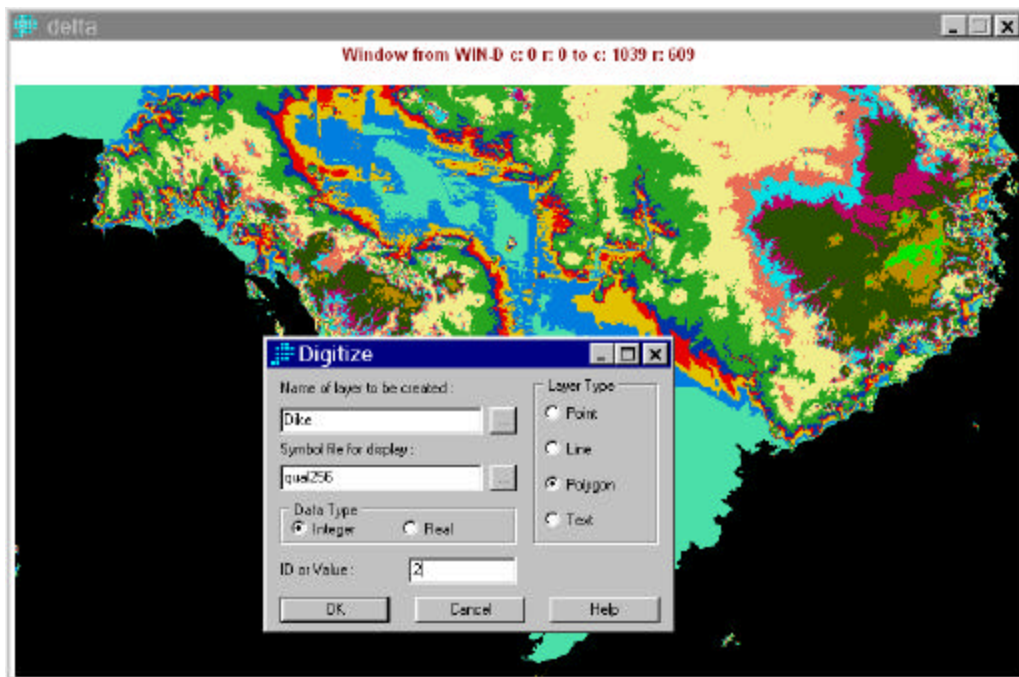 delta
Window from WIN-D c: 0 r: 0 to c: 1039 r: 609
Digitize
Name of layer to be created :
Dike
...
Symbol file for display :
qual256
...
Data Type
Integer
Real
ID or Value :
2
Layer Type
Point
Line
Polygon
Text
OK
Cancel
Help